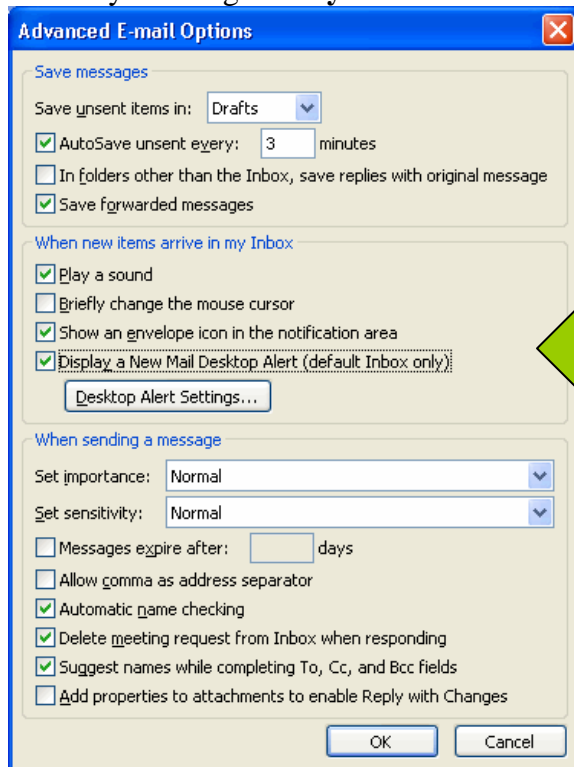 Advanced E-mail Options
Save messages
Save unsent items in: Drafts
AutoSave unsent every: 3 minutes
In folders other than the Inbox, save replies with original message
Save forwarded messages
When new items arrive in my Inbox
Play a sound
Briefly change the mouse cursor
Show an envelope icon in the notification area
Display a New Mail Desktop Alert (default Inbox only)
Desktop Alert Settings...
When sending a message
Set importance: Normal
Set sensitivity: Normal
Messages expire after: days
Allow comma as address separator
Automatic name checking
Delete meeting request from Inbox when responding
Suggest names while completing To, Cc, and Bcc fields
Add properties to attachments to enable Reply with Changes
OK Cancel